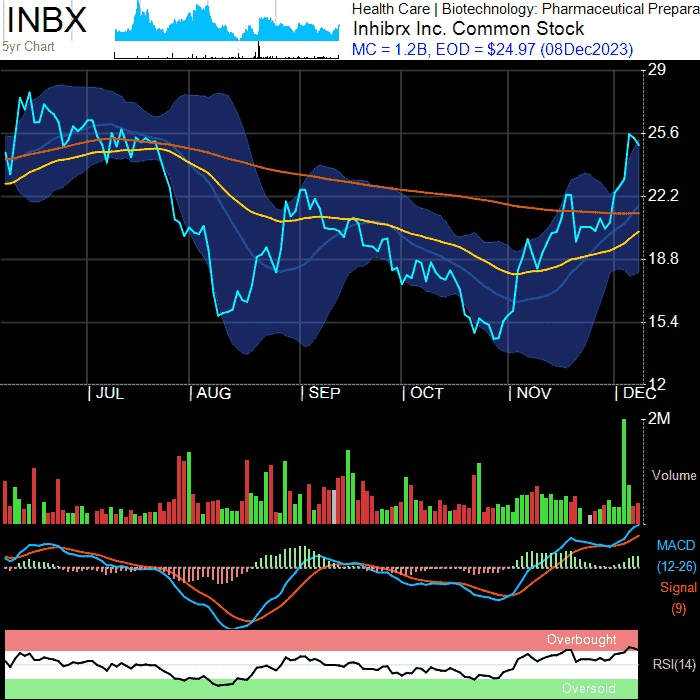 INBX
5yr Chart
Health Care | Biotechnology: Pharmaceutical Prepara
Inhibrx Inc. Common Stock
MC = 1.2B, EOD = $24.97 (08Dec2023)
29
25.6
22.2
18.8
15.4
12
JUL AUG SEP OCT NOV DEC
2M
Volume
MACD
(12-26)
Signal
(9)
Overbought
RSI(14)
Oversold